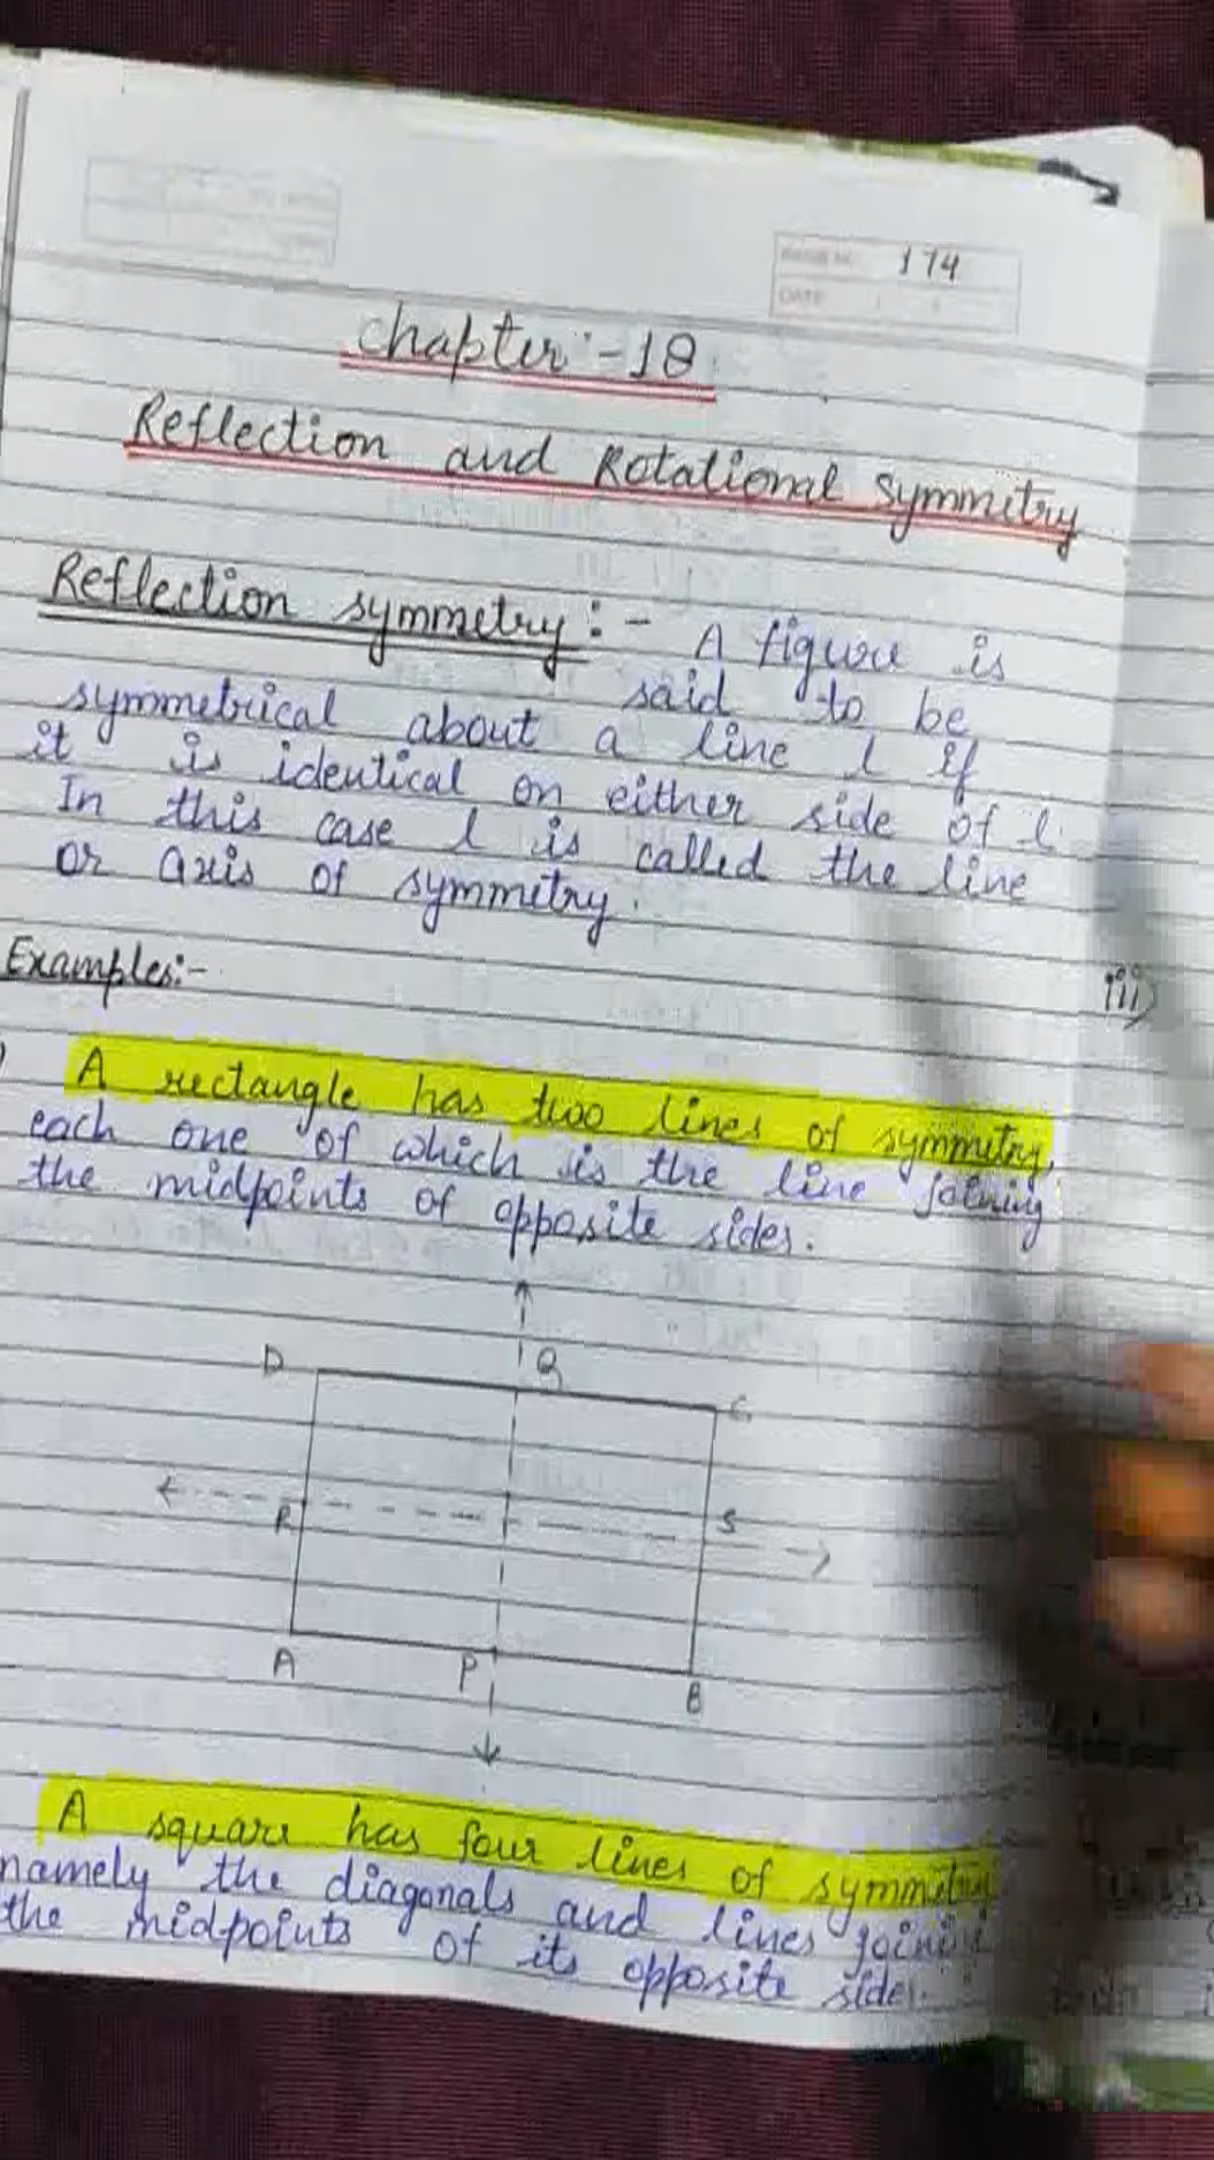 PAGE NO. 174
DATE
Chapter :- 18
Reflection and Rotational Symmetry
Reflection symmetry :- A figure is
said to be
symmetrical about a line l if
it is identical on either side of l.
In this case l is called the line
or axis of symmetry.
Examples:-
iii)
A rectangle has two lines of symmetry,
each one of which is the line joining
the midpoints of opposite sides.
D Q C
R S
A P B
A square has four lines of symmetry
namely the diagonals and lines
the midpoints of its opposite side